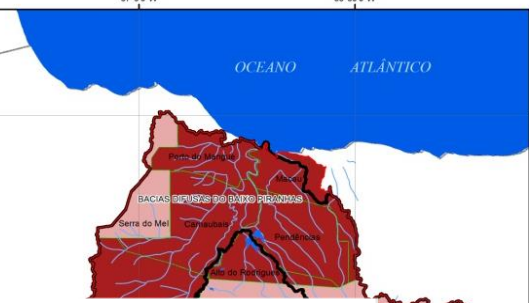 OCEANO ATLÂNTICO
Porto do Mangue
Macau
BACIAS DIFUSAS DO BAIXO PIRANHAS
Serra do Mel
Carnaubais
Pendências
Alto do Rodrigues